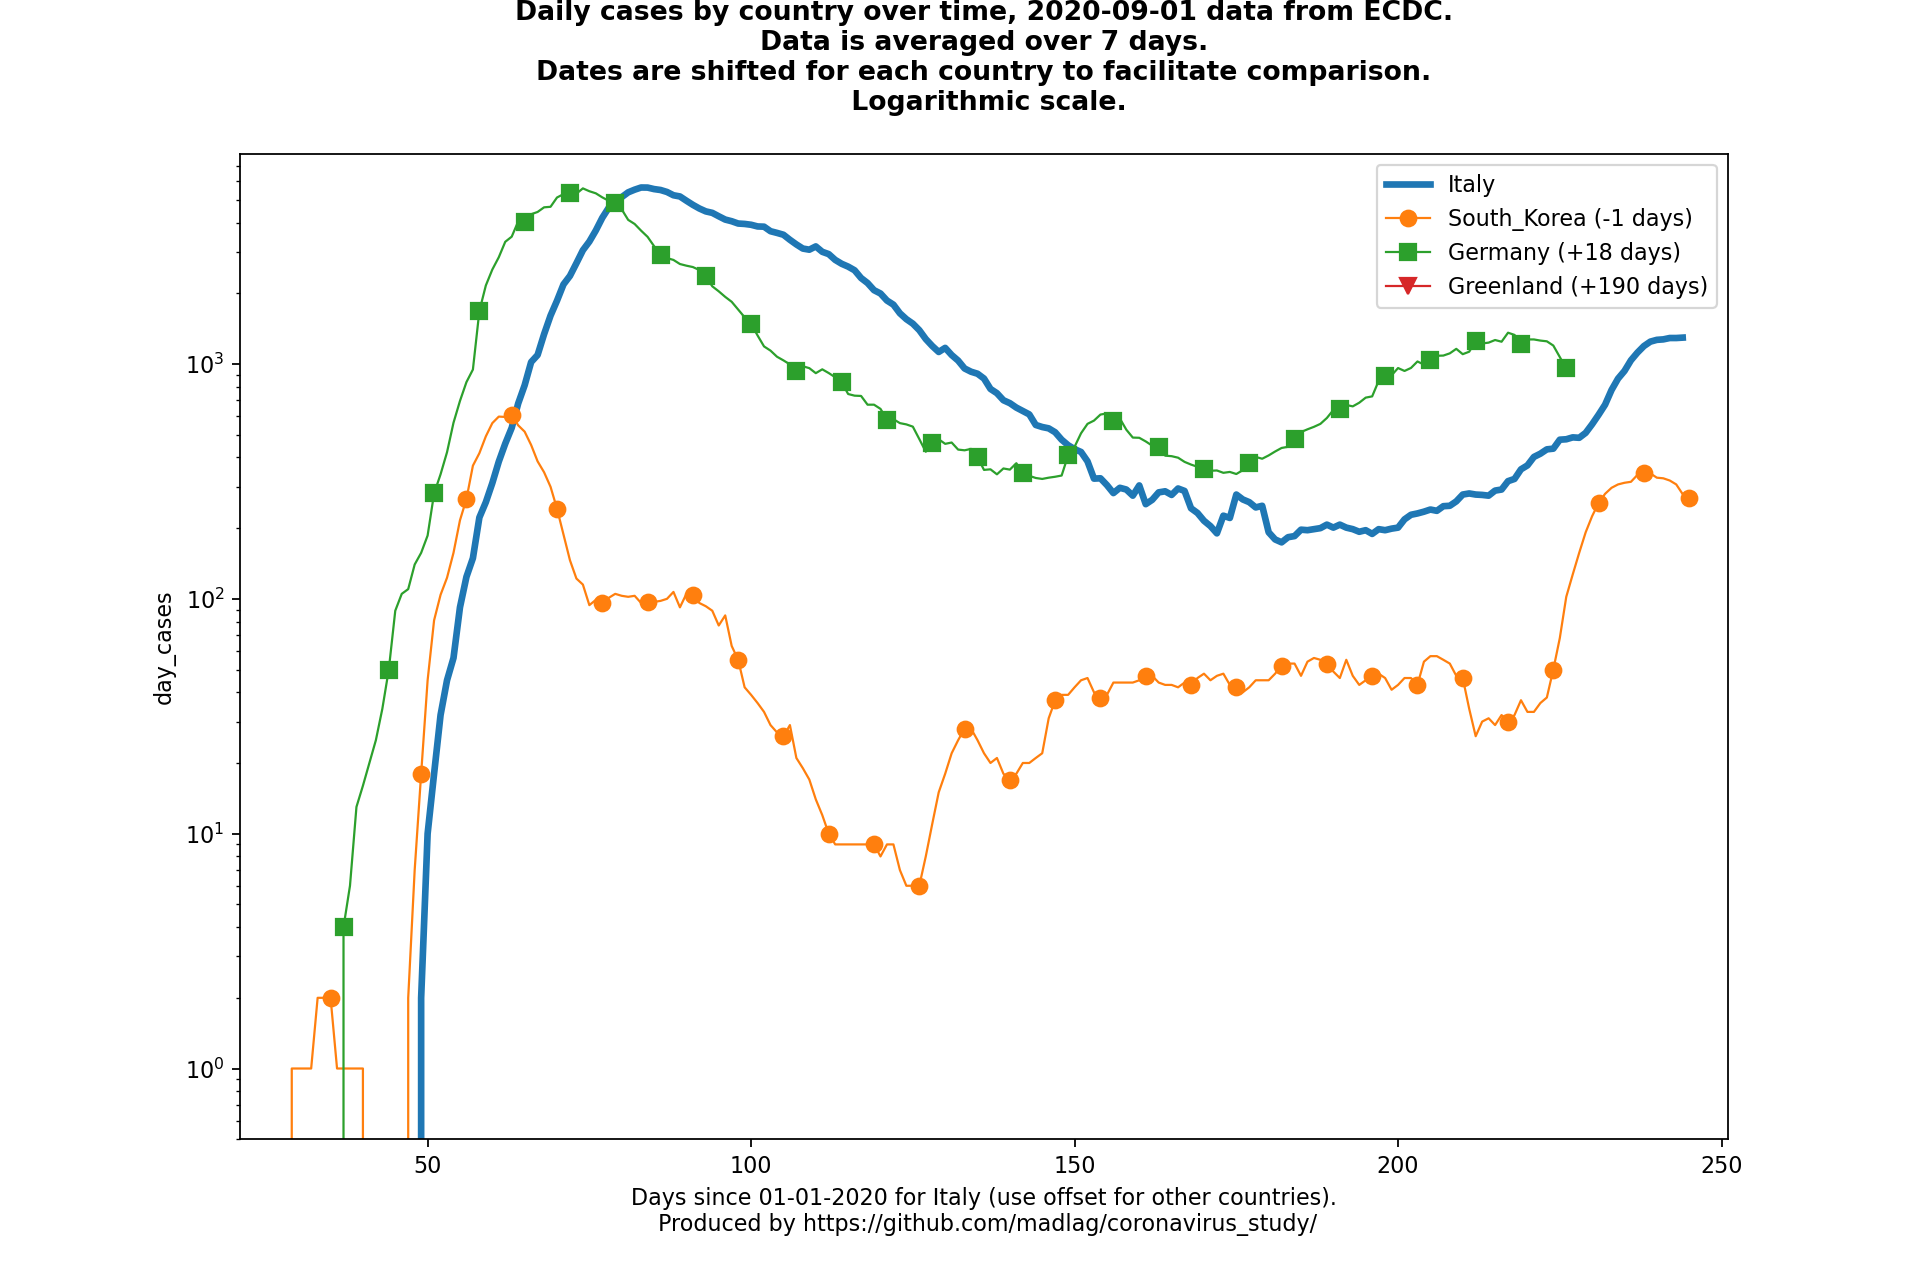 Daily cases by country over time, 2020-09-01 data from ECDC.
Data is averaged over 7 days.
Dates are shifted for each country to facilitate comparison.
Logarithmic scale.
Italy
South_Korea (-1 days)
Germany (+18 days)
Greenland (+190 days)
10³
10²
10¹
10⁰
day_cases
50 100 150 200 250
Days since 01-01-2020 for Italy (use offset for other countries).
Produced by https://github.com/madlag/coronavirus_study/